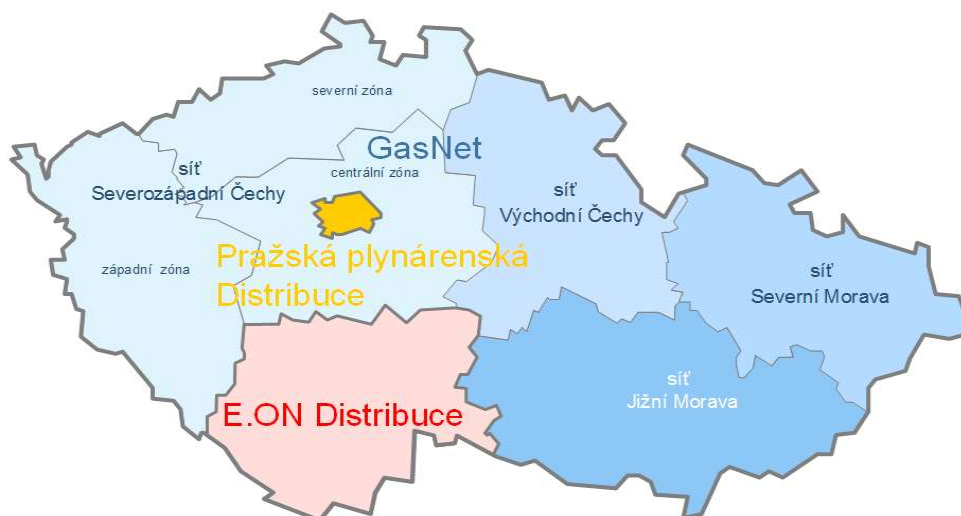 severní zóna
GasNet
centrální zóna
síť
Severozápadní Čechy
síť
Východní Čechy
západní zóna
Pražská plynárenská
Distribuce
síť
Severní Morava
síť
Jižní Morava
E.ON Distribuce